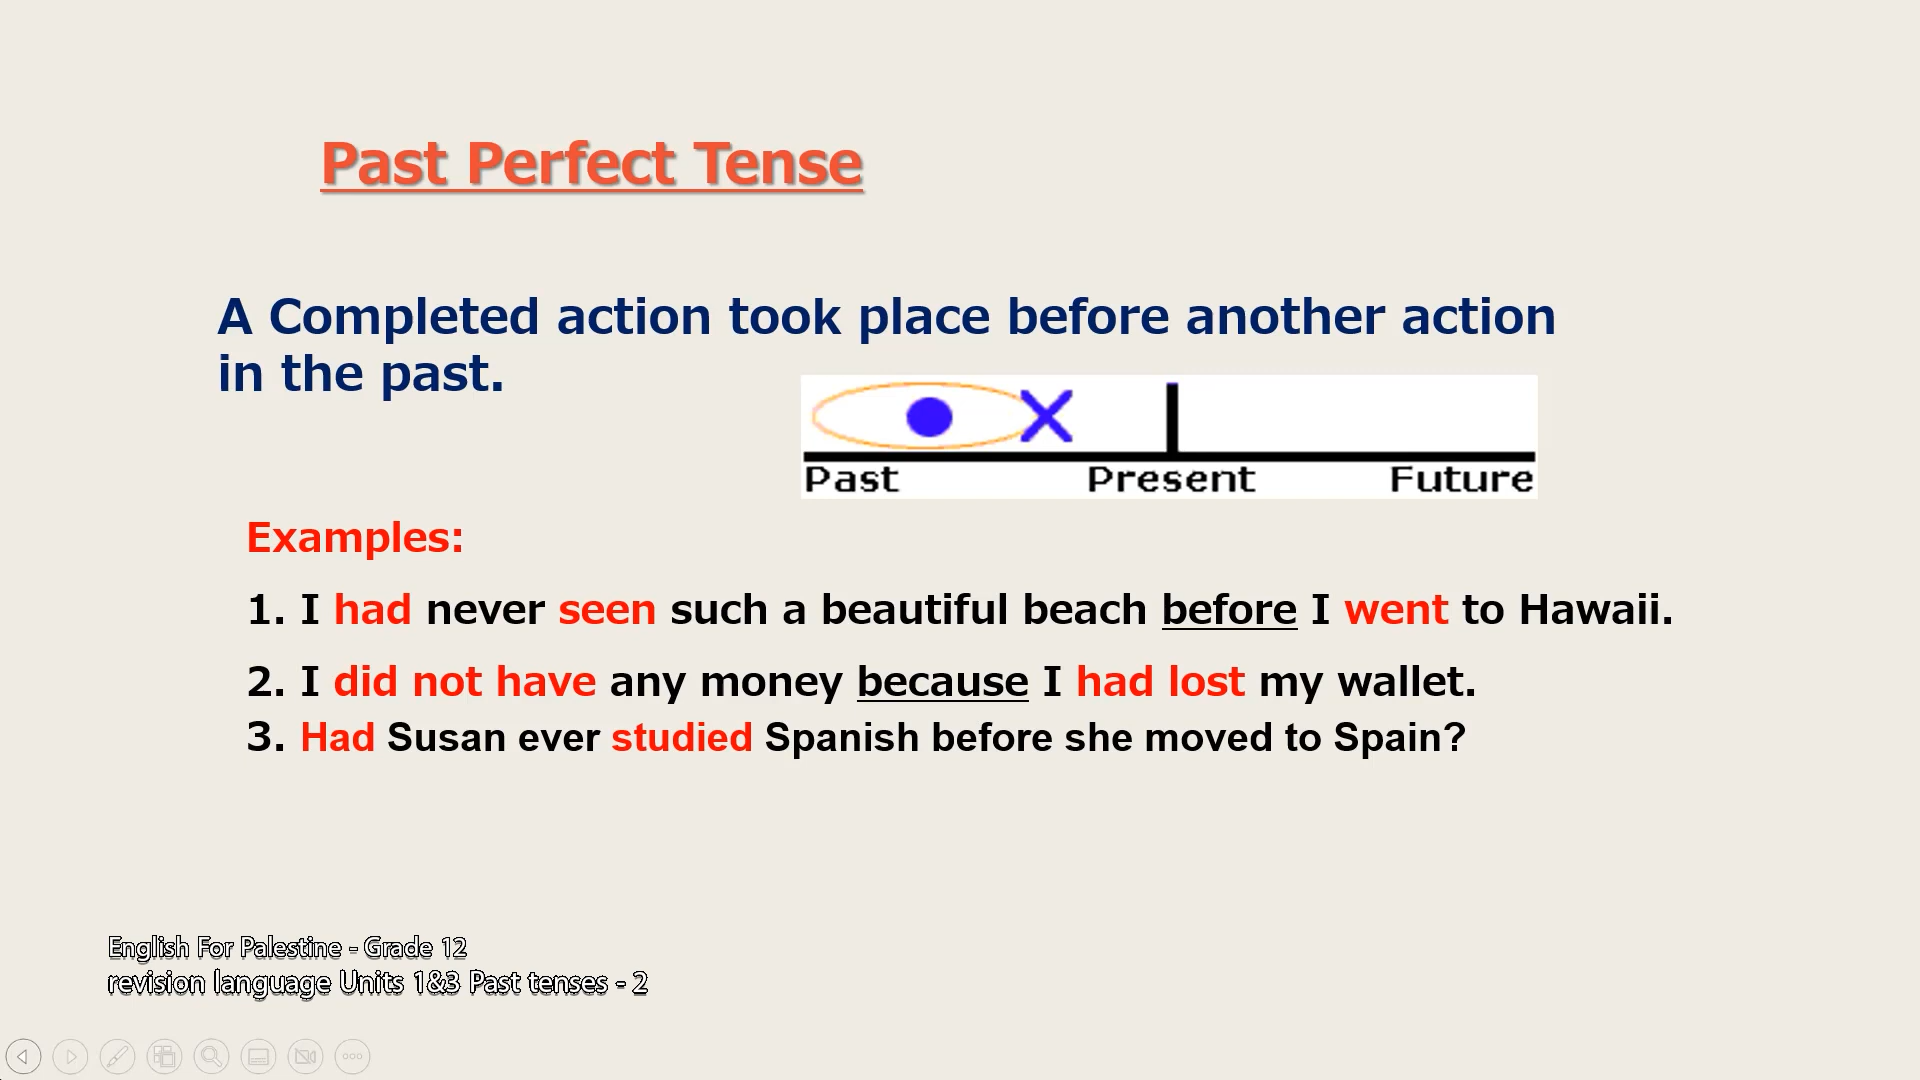 Past Perfect Tense
A Completed action took place before another action
in the past.
Past Present Future
Examples:
1. I had never seen such a beautiful beach before I went to Hawaii.
2. I did not have any money because I had lost my wallet.
3. Had Susan ever studied Spanish before she moved to Spain?
English For Palestine - Grade 12
revision language Units 1&3 Past tenses - 2